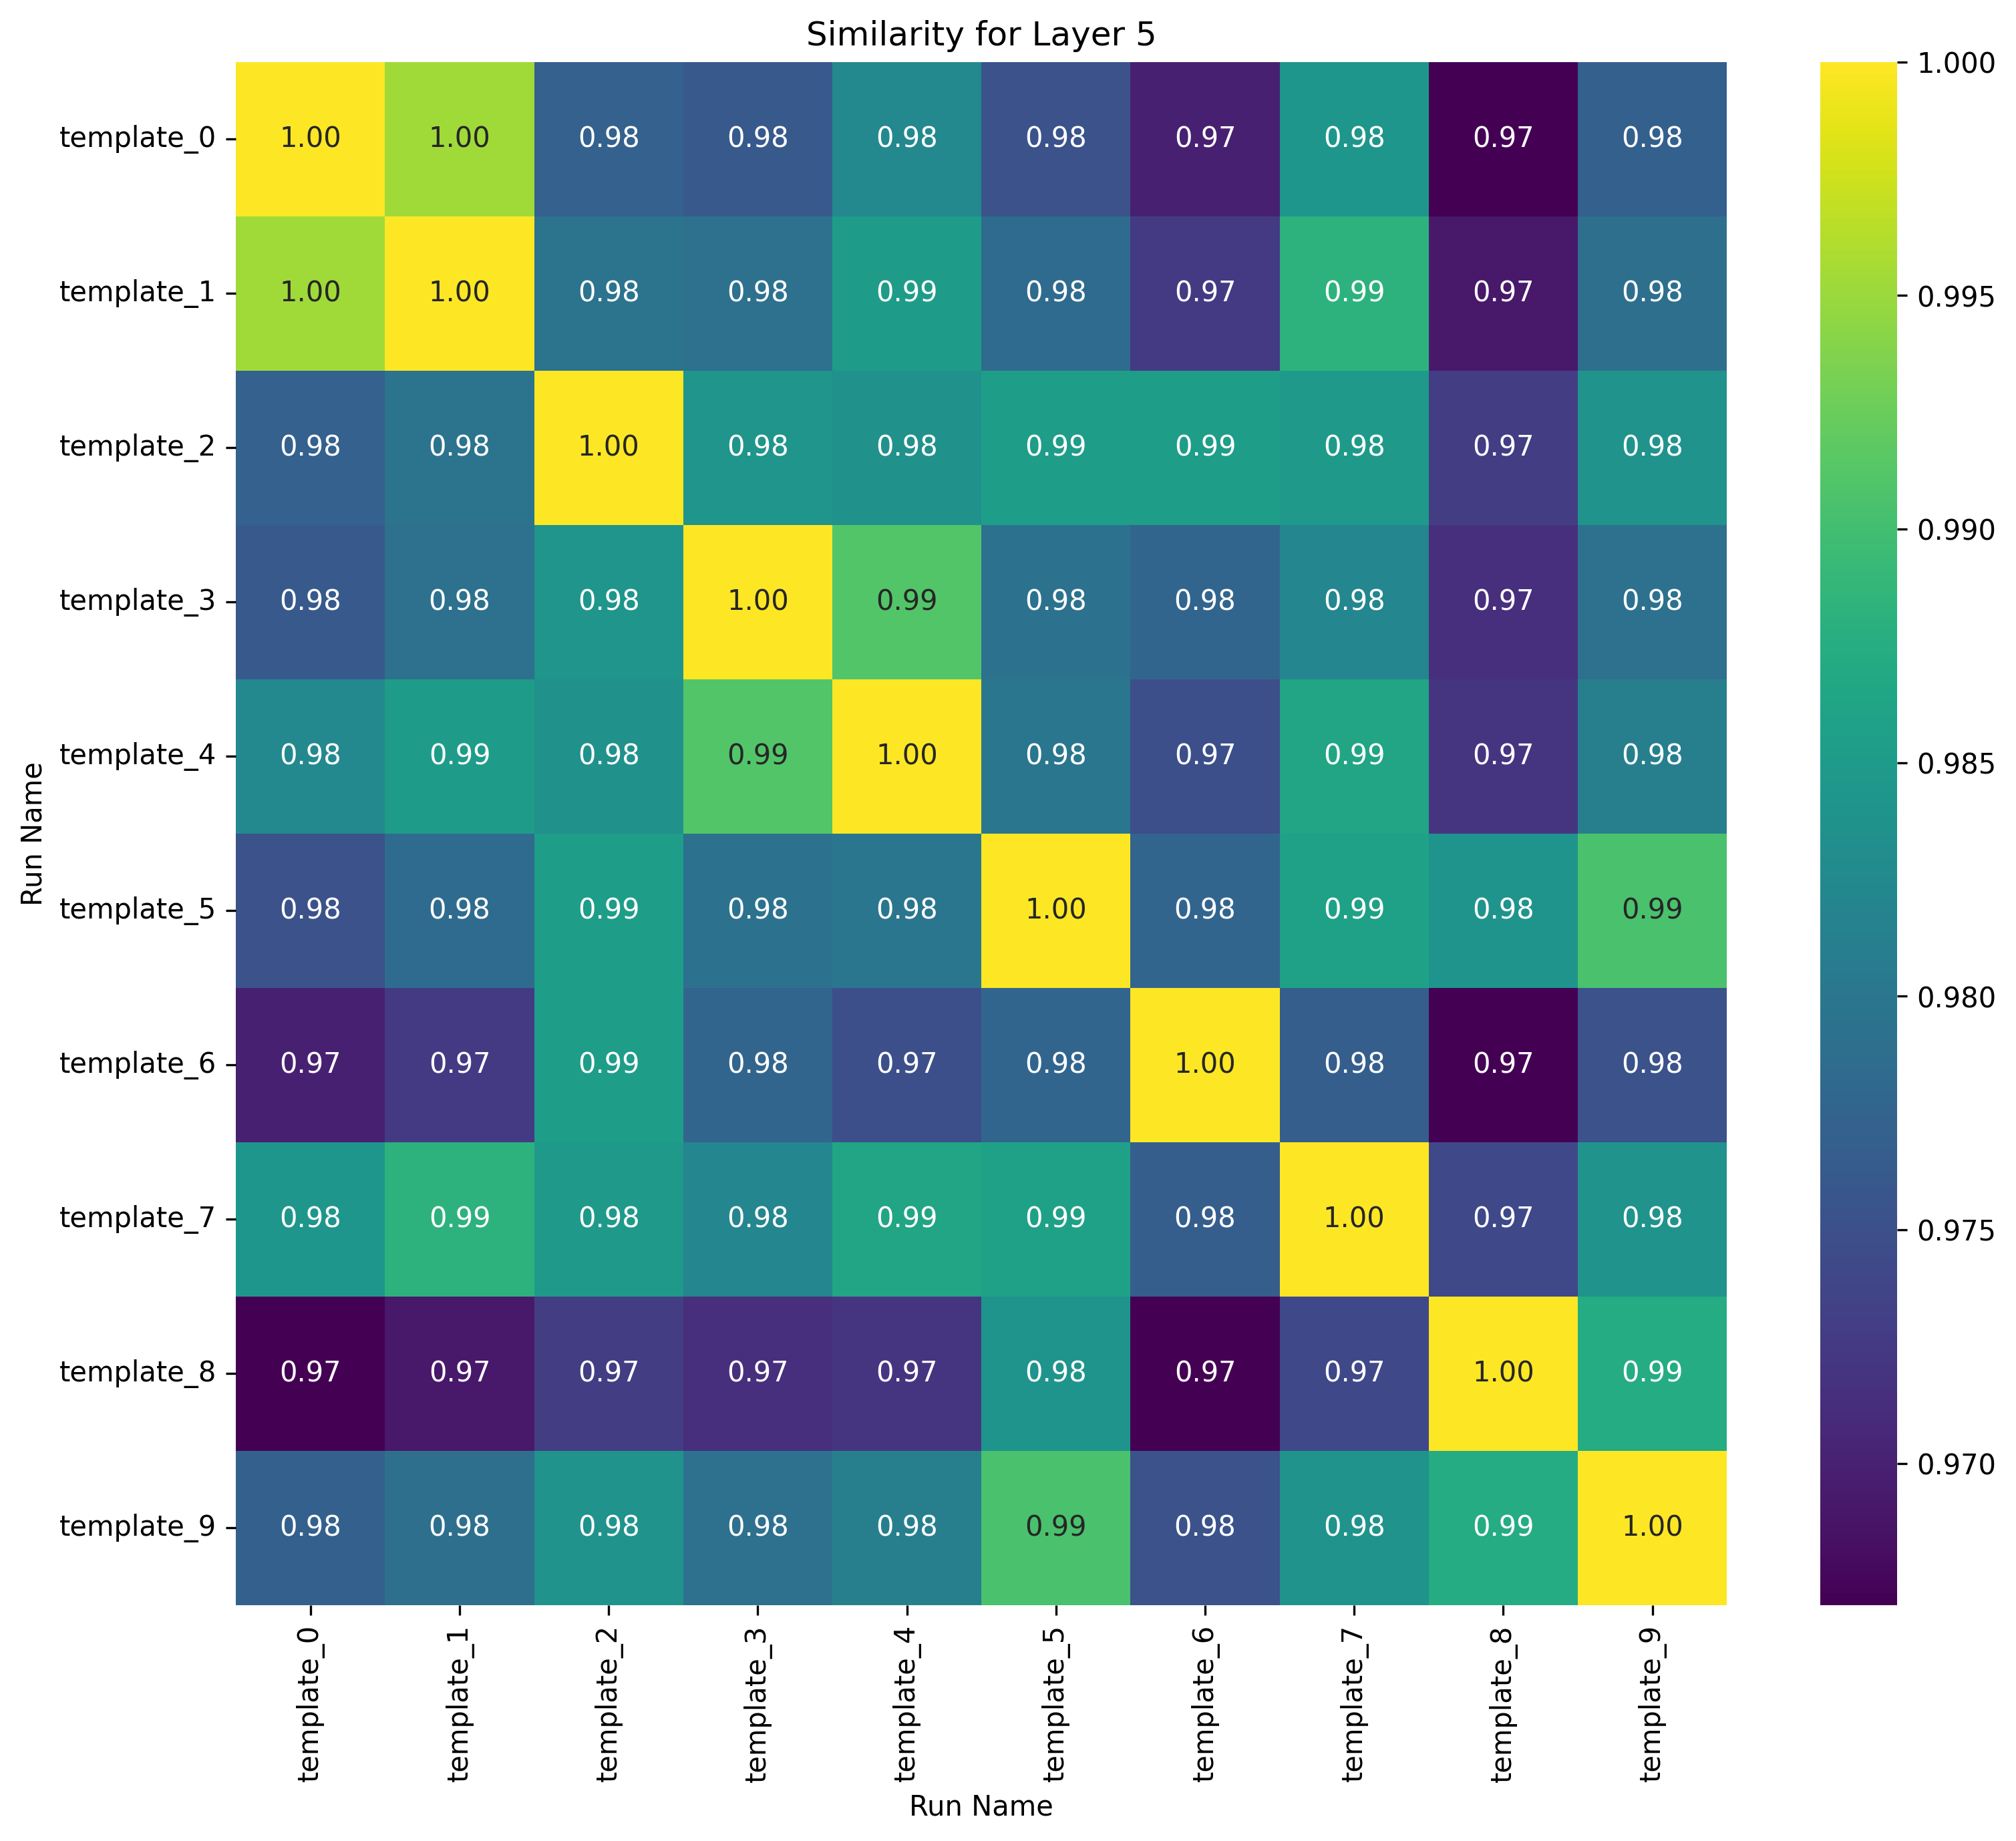 Similarity for Layer 5
template_0 1.00 1.00 0.98 0.98 0.98 0.98 0.97 0.98 0.97 0.98
template_1 1.00 1.00 0.98 0.98 0.99 0.98 0.97 0.99 0.97 0.98
template_2 0.98 0.98 1.00 0.98 0.98 0.99 0.99 0.98 0.97 0.98
template_3 0.98 0.98 0.98 1.00 0.99 0.98 0.98 0.98 0.97 0.98
template_4 0.98 0.99 0.98 0.99 1.00 0.98 0.97 0.99 0.97 0.98
template_5 0.98 0.98 0.99 0.98 0.98 1.00 0.98 0.99 0.98 0.99
template_6 0.97 0.97 0.99 0.98 0.97 0.98 1.00 0.98 0.97 0.98
template_7 0.98 0.99 0.98 0.98 0.99 0.99 0.98 1.00 0.97 0.98
template_8 0.97 0.97 0.97 0.97 0.97 0.98 0.97 0.97 1.00 0.99
template_9 0.98 0.98 0.98 0.98 0.98 0.99 0.98 0.98 0.99 1.00
template_0 template_1 template_2 template_3 template_4 template_5 template_6 template_7 template_8 template_9
Run Name
Run Name
1.000
0.995
0.990
0.985
0.980
0.975
0.970